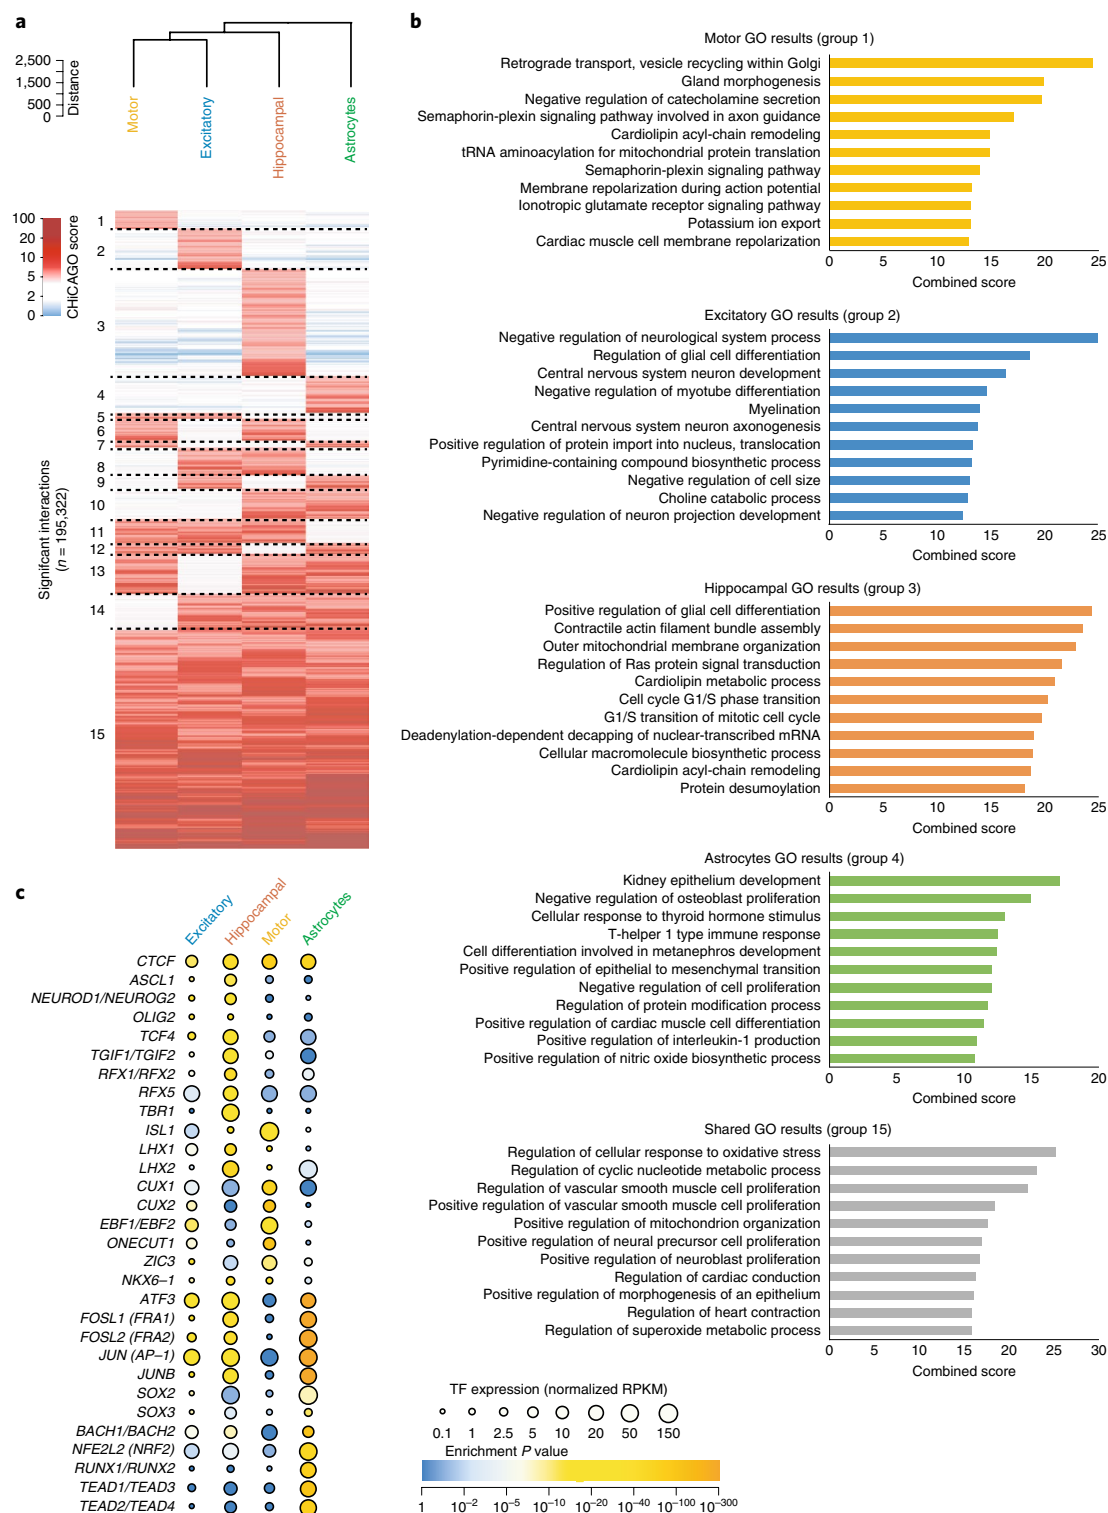 a
2,500
1,500
500
0
Distance
Motor
Excitatory
Hippocampal
Astrocytes
100
20
10
5
2
0
CHiCAGO score
1
2
3
4
5
6
7
8
9
10
11
12
13
14
15
Signifcant interactions
(n = 195,322)
b
Motor GO results (group 1)
Retrograde transport, vesicle recycling within Golgi
Gland morphogenesis
Negative regulation of catecholamine secretion
Semaphorin-plexin signaling pathway involved in axon guidance
Cardiolipin acyl-chain remodeling
tRNA aminoacylation for mitochondrial protein translation
Semaphorin-plexin signaling pathway
Membrane repolarization during action potential
Ionotropic glutamate receptor signaling pathway
Potassium ion export
Cardiac muscle cell membrane repolarization
0 5 10 15 20 25
Combined score
Excitatory GO results (group 2)
Negative regulation of neurological system process
Regulation of glial cell differentiation
Central nervous system neuron development
Negative regulation of myotube differentiation
Myelination
Central nervous system neuron axonogenesis
Positive regulation of protein import into nucleus, translocation
Pyrimidine-containing compound biosynthetic process
Negative regulation of cell size
Choline catabolic process
Negative regulation of neuron projection development
0 5 10 15 20 25
Combined score
Hippocampal GO results (group 3)
Positive regulation of glial cell differentiation
Contractile actin filament bundle assembly
Outer mitochondrial membrane organization
Regulation of Ras protein signal transduction
Cardiolipin metabolic process
Cell cycle G1/S phase transition
G1/S transition of mitotic cell cycle
Deadenylation-dependent decapping of nuclear-transcribed mRNA
Cellular macromolecule biosynthetic process
Cardiolipin acyl-chain remodeling
Protein desumoylation
0 5 10 15 20 25
Combined score
Astrocytes GO results (group 4)
Kidney epithelium development
Negative regulation of osteoblast proliferation
Cellular response to thyroid hormone stimulus
T-helper 1 type immune response
Cell differentiation involved in metanephros development
Positive regulation of epithelial to mesenchymal transition
Negative regulation of cell proliferation
Regulation of protein modification process
Positive regulation of cardiac muscle cell differentiation
Positive regulation of interleukin-1 production
Positive regulation of nitric oxide biosynthetic process
0 5 10 15 20
Combined score
Shared GO results (group 15)
Regulation of cellular response to oxidative stress
Regulation of cyclic nucleotide metabolic process
Regulation of vascular smooth muscle cell proliferation
Positive regulation of vascular smooth muscle cell proliferation
Positive regulation of mitochondrion organization
Positive regulation of neural precursor cell proliferation
Positive regulation of neuroblast proliferation
Regulation of cardiac conduction
Positive regulation of morphogenesis of an epithelium
Regulation of heart contraction
Regulation of superoxide metabolic process
0 5 10 15 20 25 30
Combined score
c
Excitatory
Hippocampal
Motor
Astrocytes
CTCF
ASCL1
NEUROD1/NEUROG2
OLIG2
TCF4
TGIF1/TGIF2
RFX1/RFX2
RFX5
TBR1
ISL1
LHX1
LHX2
CUX1
CUX2
EBF1/EBF2
ONECUT1
ZIC3
NKX6–1
ATF3
FOSL1 (FRA1)
FOSL2 (FRA2)
JUN (AP–1)
JUNB
SOX2
SOX3
BACH1/BACH2
NFE2L2 (NRF2)
RUNX1/RUNX2
TEAD1/TEAD3
TEAD2/TEAD4
TF expression (normalized RPKM)
0.1 1 2.5 5 10 20 50 150
Enrichment P value
1 10–2 10–5 10–10 10–20 10–40 10–100 10–300